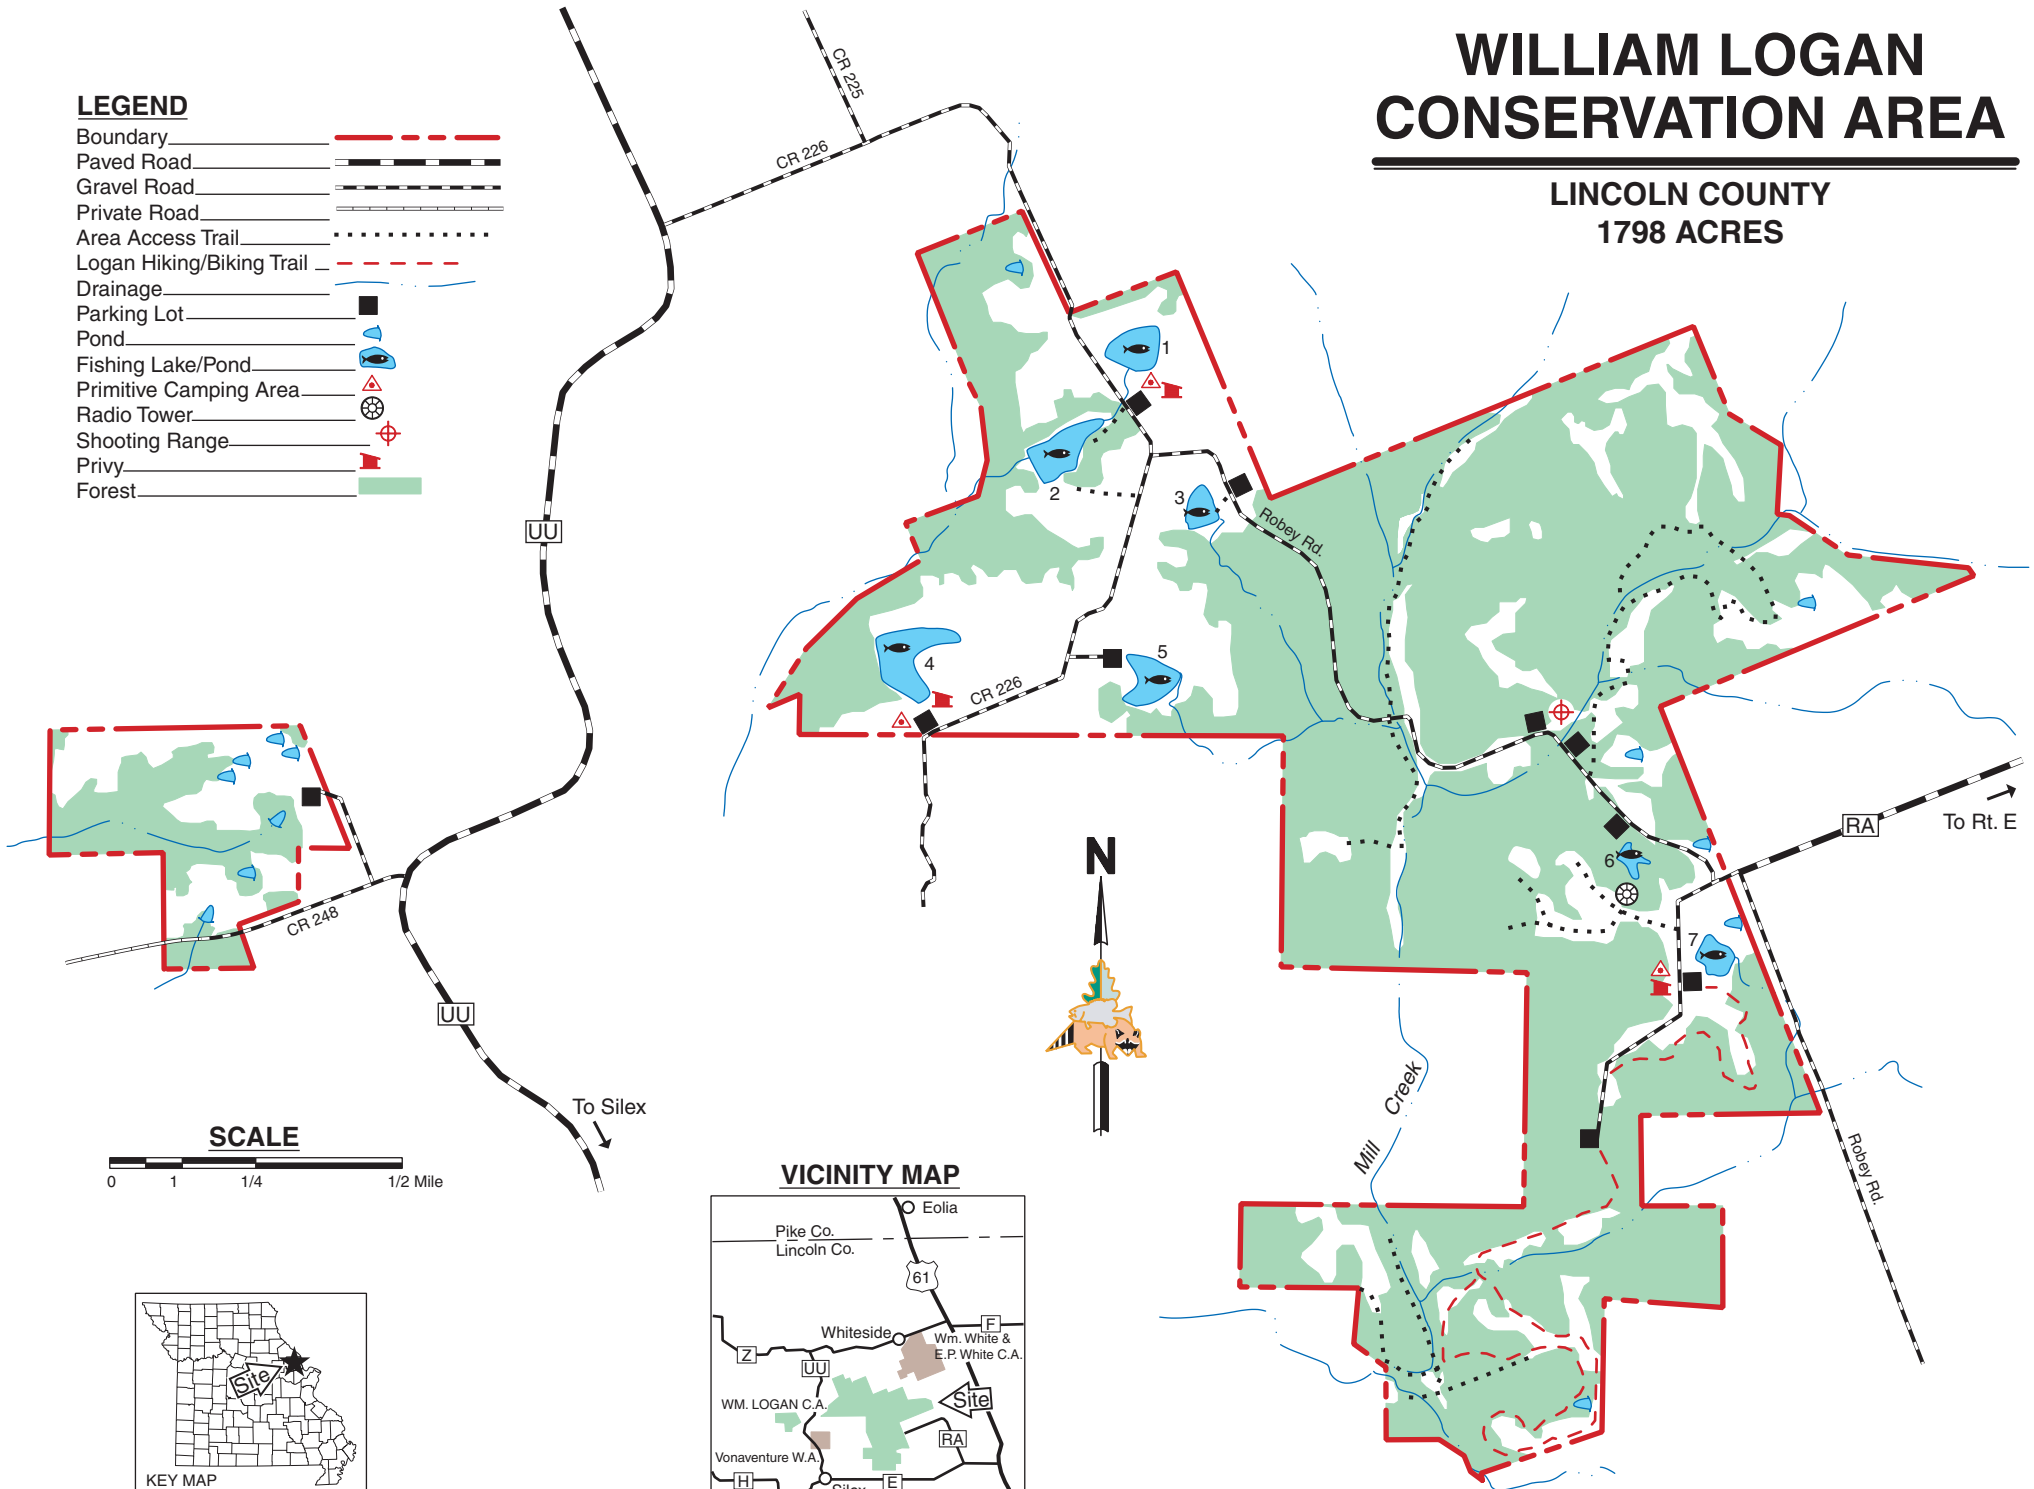 WILLIAM LOGAN
CONSERVATION AREA
LINCOLN COUNTY
1798 ACRES
LEGEND
Boundary
Paved Road
Gravel Road
Private Road
Area Access Trail
Logan Hiking/Biking Trail
Drainage
Parking Lot
Pond
Fishing Lake/Pond
Primitive Camping Area
Radio Tower
Shooting Range
Privy
Forest
CR 225
CR 226
1
2
3
Robey Rd.
UU
4
5
CR 226
CR 248
UU
To Silex
RA
To Rt. E
6
7
N
Mill Creek
Robey Rd.
SCALE
0 1 1/4 1/2 Mile
VICINITY MAP
Eolia
Pike Co.
Lincoln Co.
61
F
Whiteside
Wm. White &
E.P. White C.A.
Z
UU
WM. LOGAN C.A.
Site
RA
Vonaventure W.A.
H
E
Silex
Site
KEY MAP